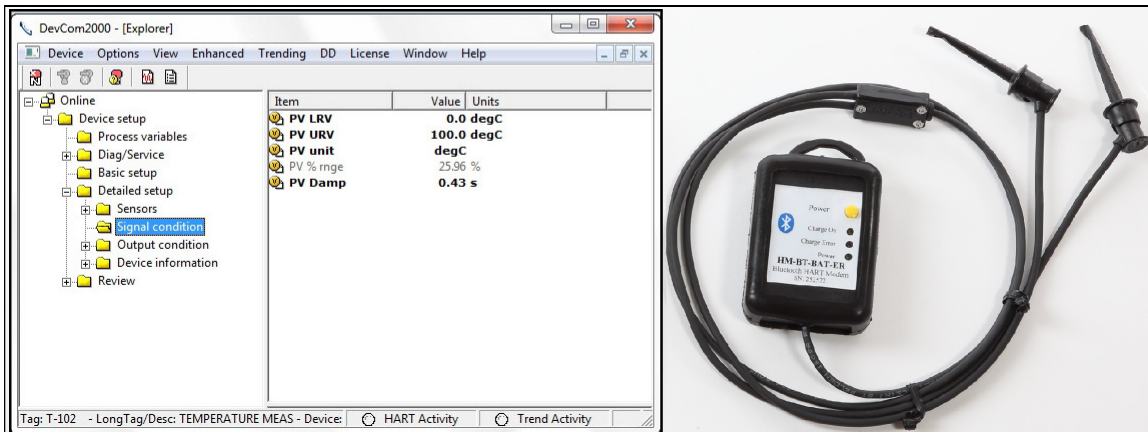 DevCom2000 - [Explorer]
Device Options View Enhanced Trending DD License Window Help
Online
Device setup
Process variables
Diag/Service
Basic setup
Detailed setup
Sensors
Signal condition
Output condition
Device information
Review
Item Value Units
PV LRV 0.0 degC
PV URV 100.0 degC
PV unit degC
PV % rnge 25.96 %
PV Damp 0.43 s
Tag: T-102 - LongTag/Desc: TEMPERATURE MEAS - Device: HART Activity Trend Activity
Power
Charge On
Charge Error
Power
HM-BT-BAT-ER
Bluetooth HART Modem